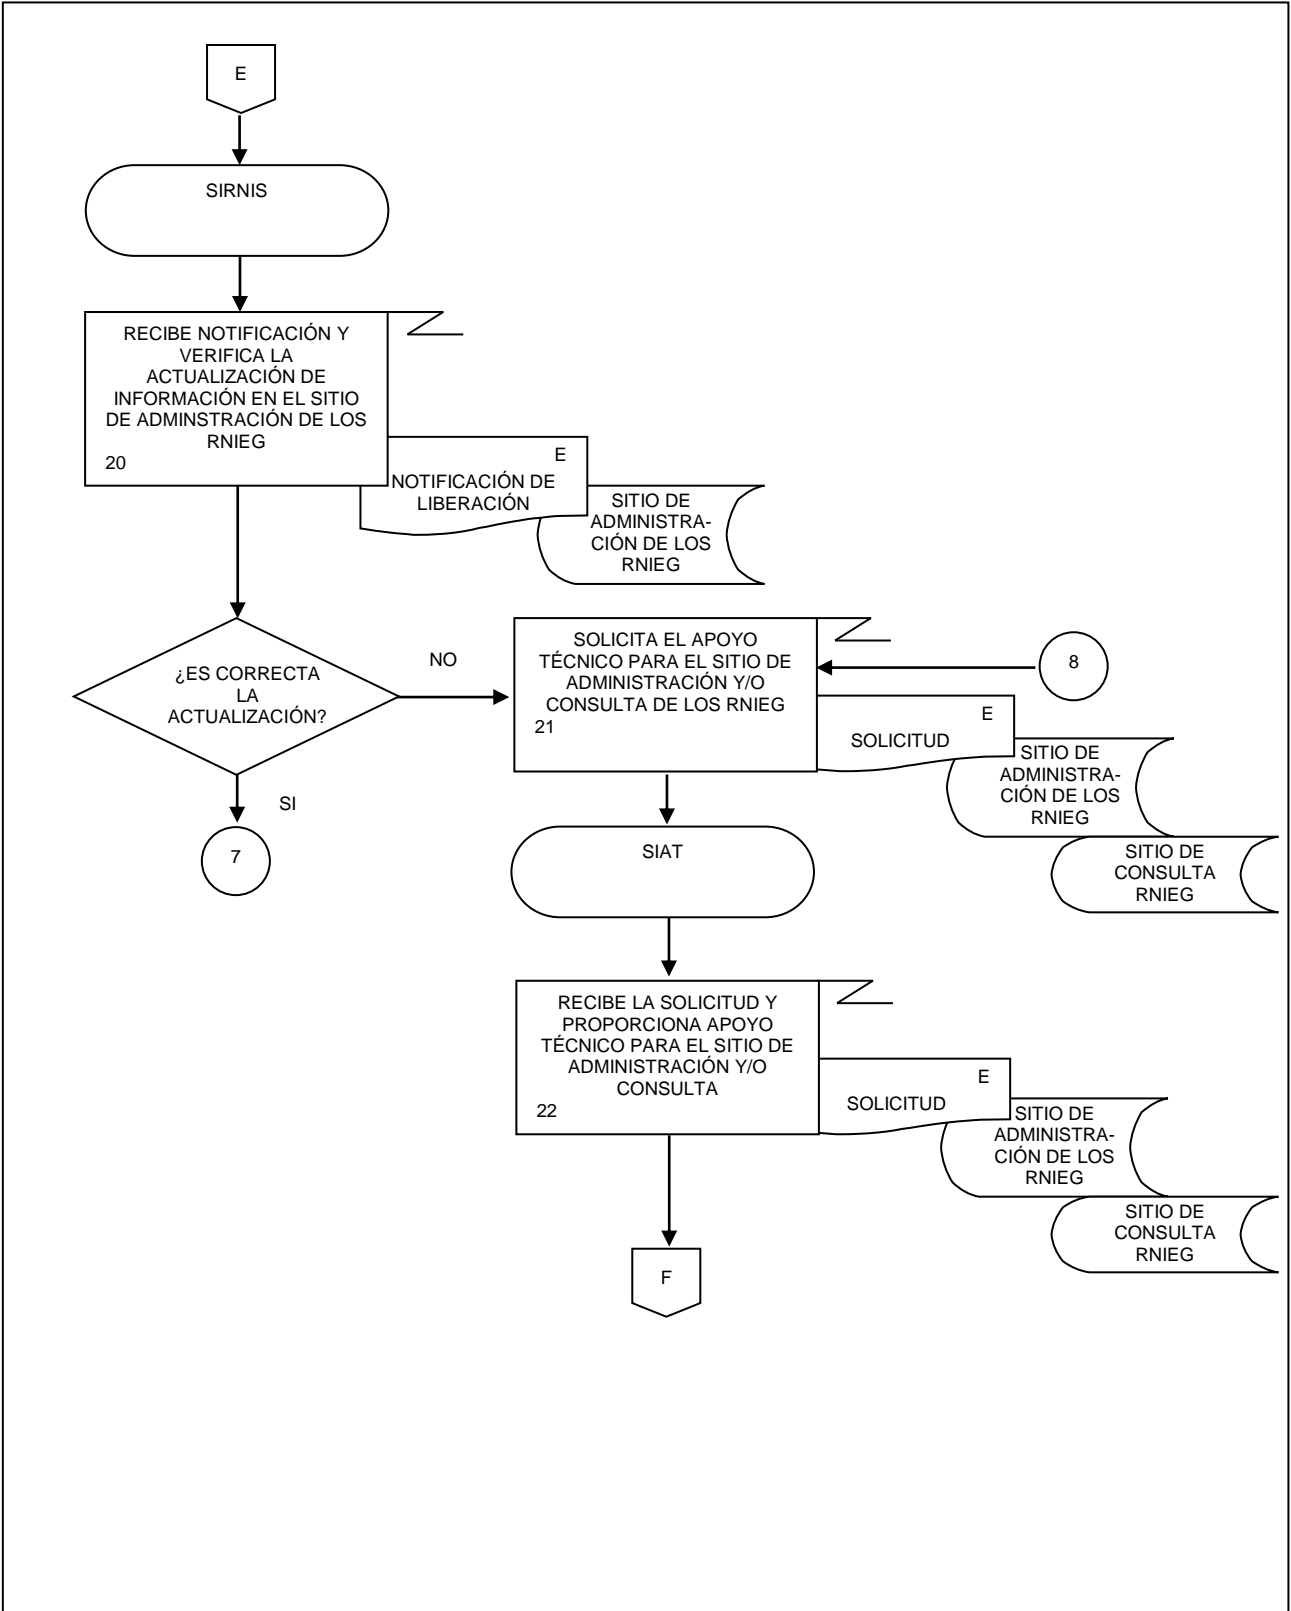 E
SIRNIS
RECIBE NOTIFICACIÓN Y
VERIFICA LA
ACTUALIZACIÓN DE
INFORMACIÓN EN EL SITIO
DE ADMINSTRACIÓN DE LOS
RNIEG
20
E
NOTIFICACIÓN DE
LIBERACIÓN
SITIO DE
ADMINISTRA-
CIÓN DE LOS
RNIEG
¿ES CORRECTA
LA
ACTUALIZACIÓN?
NO
SI
7
SOLICITA EL APOYO
TÉCNICO PARA EL SITIO DE
ADMINISTRACIÓN Y/O
CONSULTA DE LOS RNIEG
21
8
E
SOLICITUD
SITIO DE
ADMINISTRA-
CIÓN DE LOS
RNIEG
SITIO DE
CONSULTA
RNIEG
SIAT
RECIBE LA SOLICITUD Y
PROPORCIONA APOYO
TÉCNICO PARA EL SITIO DE
ADMINISTRACIÓN Y/O
CONSULTA
22
E
SOLICITUD
SITIO DE
ADMINISTRA-
CIÓN DE LOS
RNIEG
SITIO DE
CONSULTA
RNIEG
F